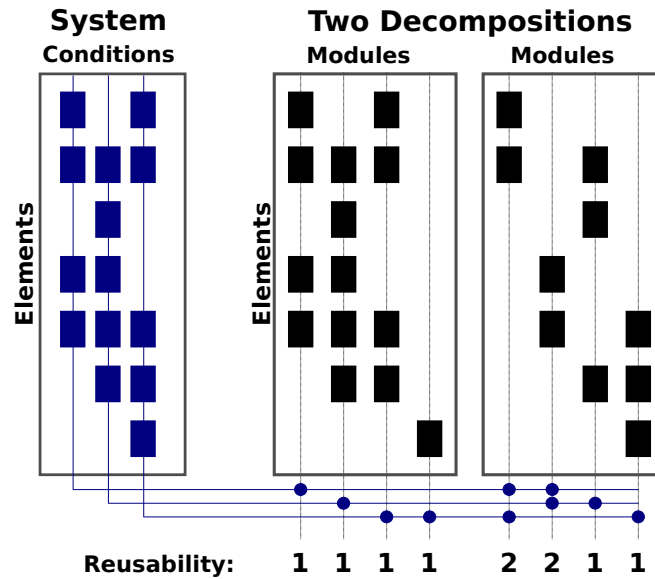 System
Two Decompositions
Conditions
Modules
Modules
Elements
Elements
Reusability: 1 1 1 1 2 2 1 1